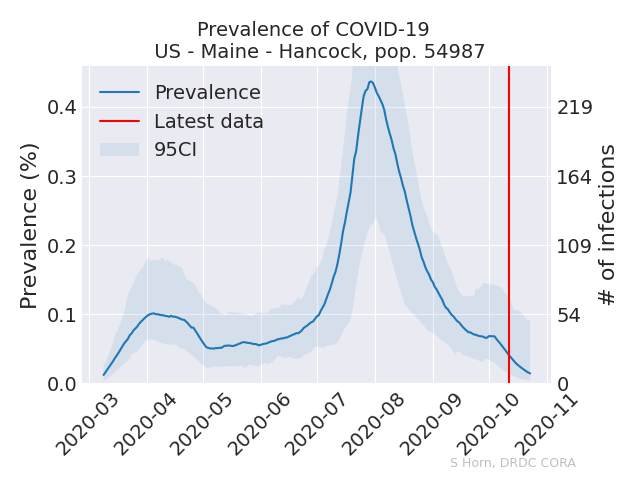 Prevalence of COVID-19
US - Maine - Hancock, pop. 54987
Prevalence
Latest data
95CI
Prevalence (%)
0.4
0.3
0.2
0.1
0.0
219
164
109
54
0
# of infections
2020-03
2020-04
2020-05
2020-06
2020-07
2020-08
2020-09
2020-10
2020-11
S Horn, DRDC CORA